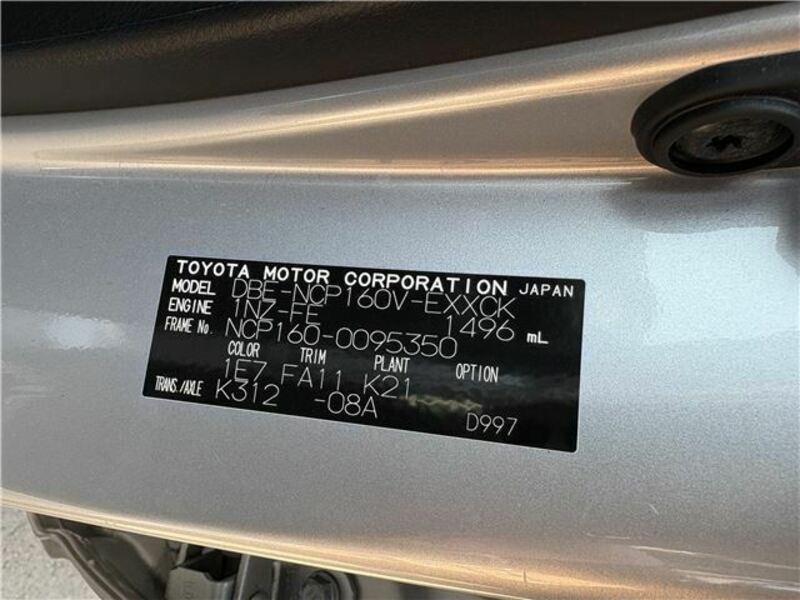 TOYOTA MOTOR CORPORATION JAPAN
MODEL DBE-NCP160V-EXXCK
ENGINE 1NZ-FE 1496 mL
FRAME No. NCP160-0095350
COLOR TRIM PLANT OPTION
1E7 FA11 K21
TRANS./AXLE K312 -08A
D997